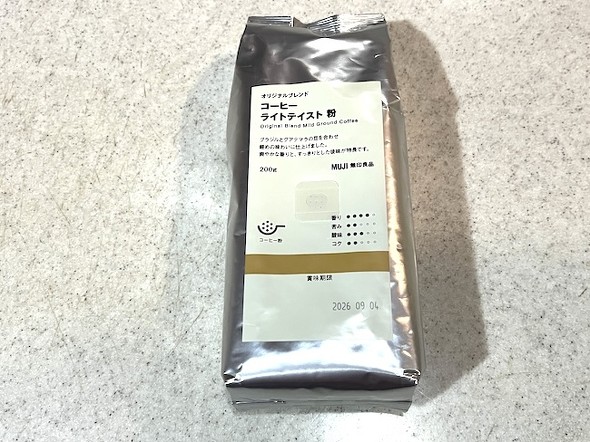 オリジナルブレンド
コーヒー
ライトテイスト 粉
Original Blend Mild Ground Coffee
ブラジルとグアテマラの豆を合わせ
軽めの味わいに仕上げました。
爽やかな香りと、すっきりとした後味が特長です。
200g
MUJI 無印良品
香り ●●●●●
苦み ●●●●●
酸味 ●●●●●
コク ●●●●●
コーヒー粉
賞味期限
2026 09 04